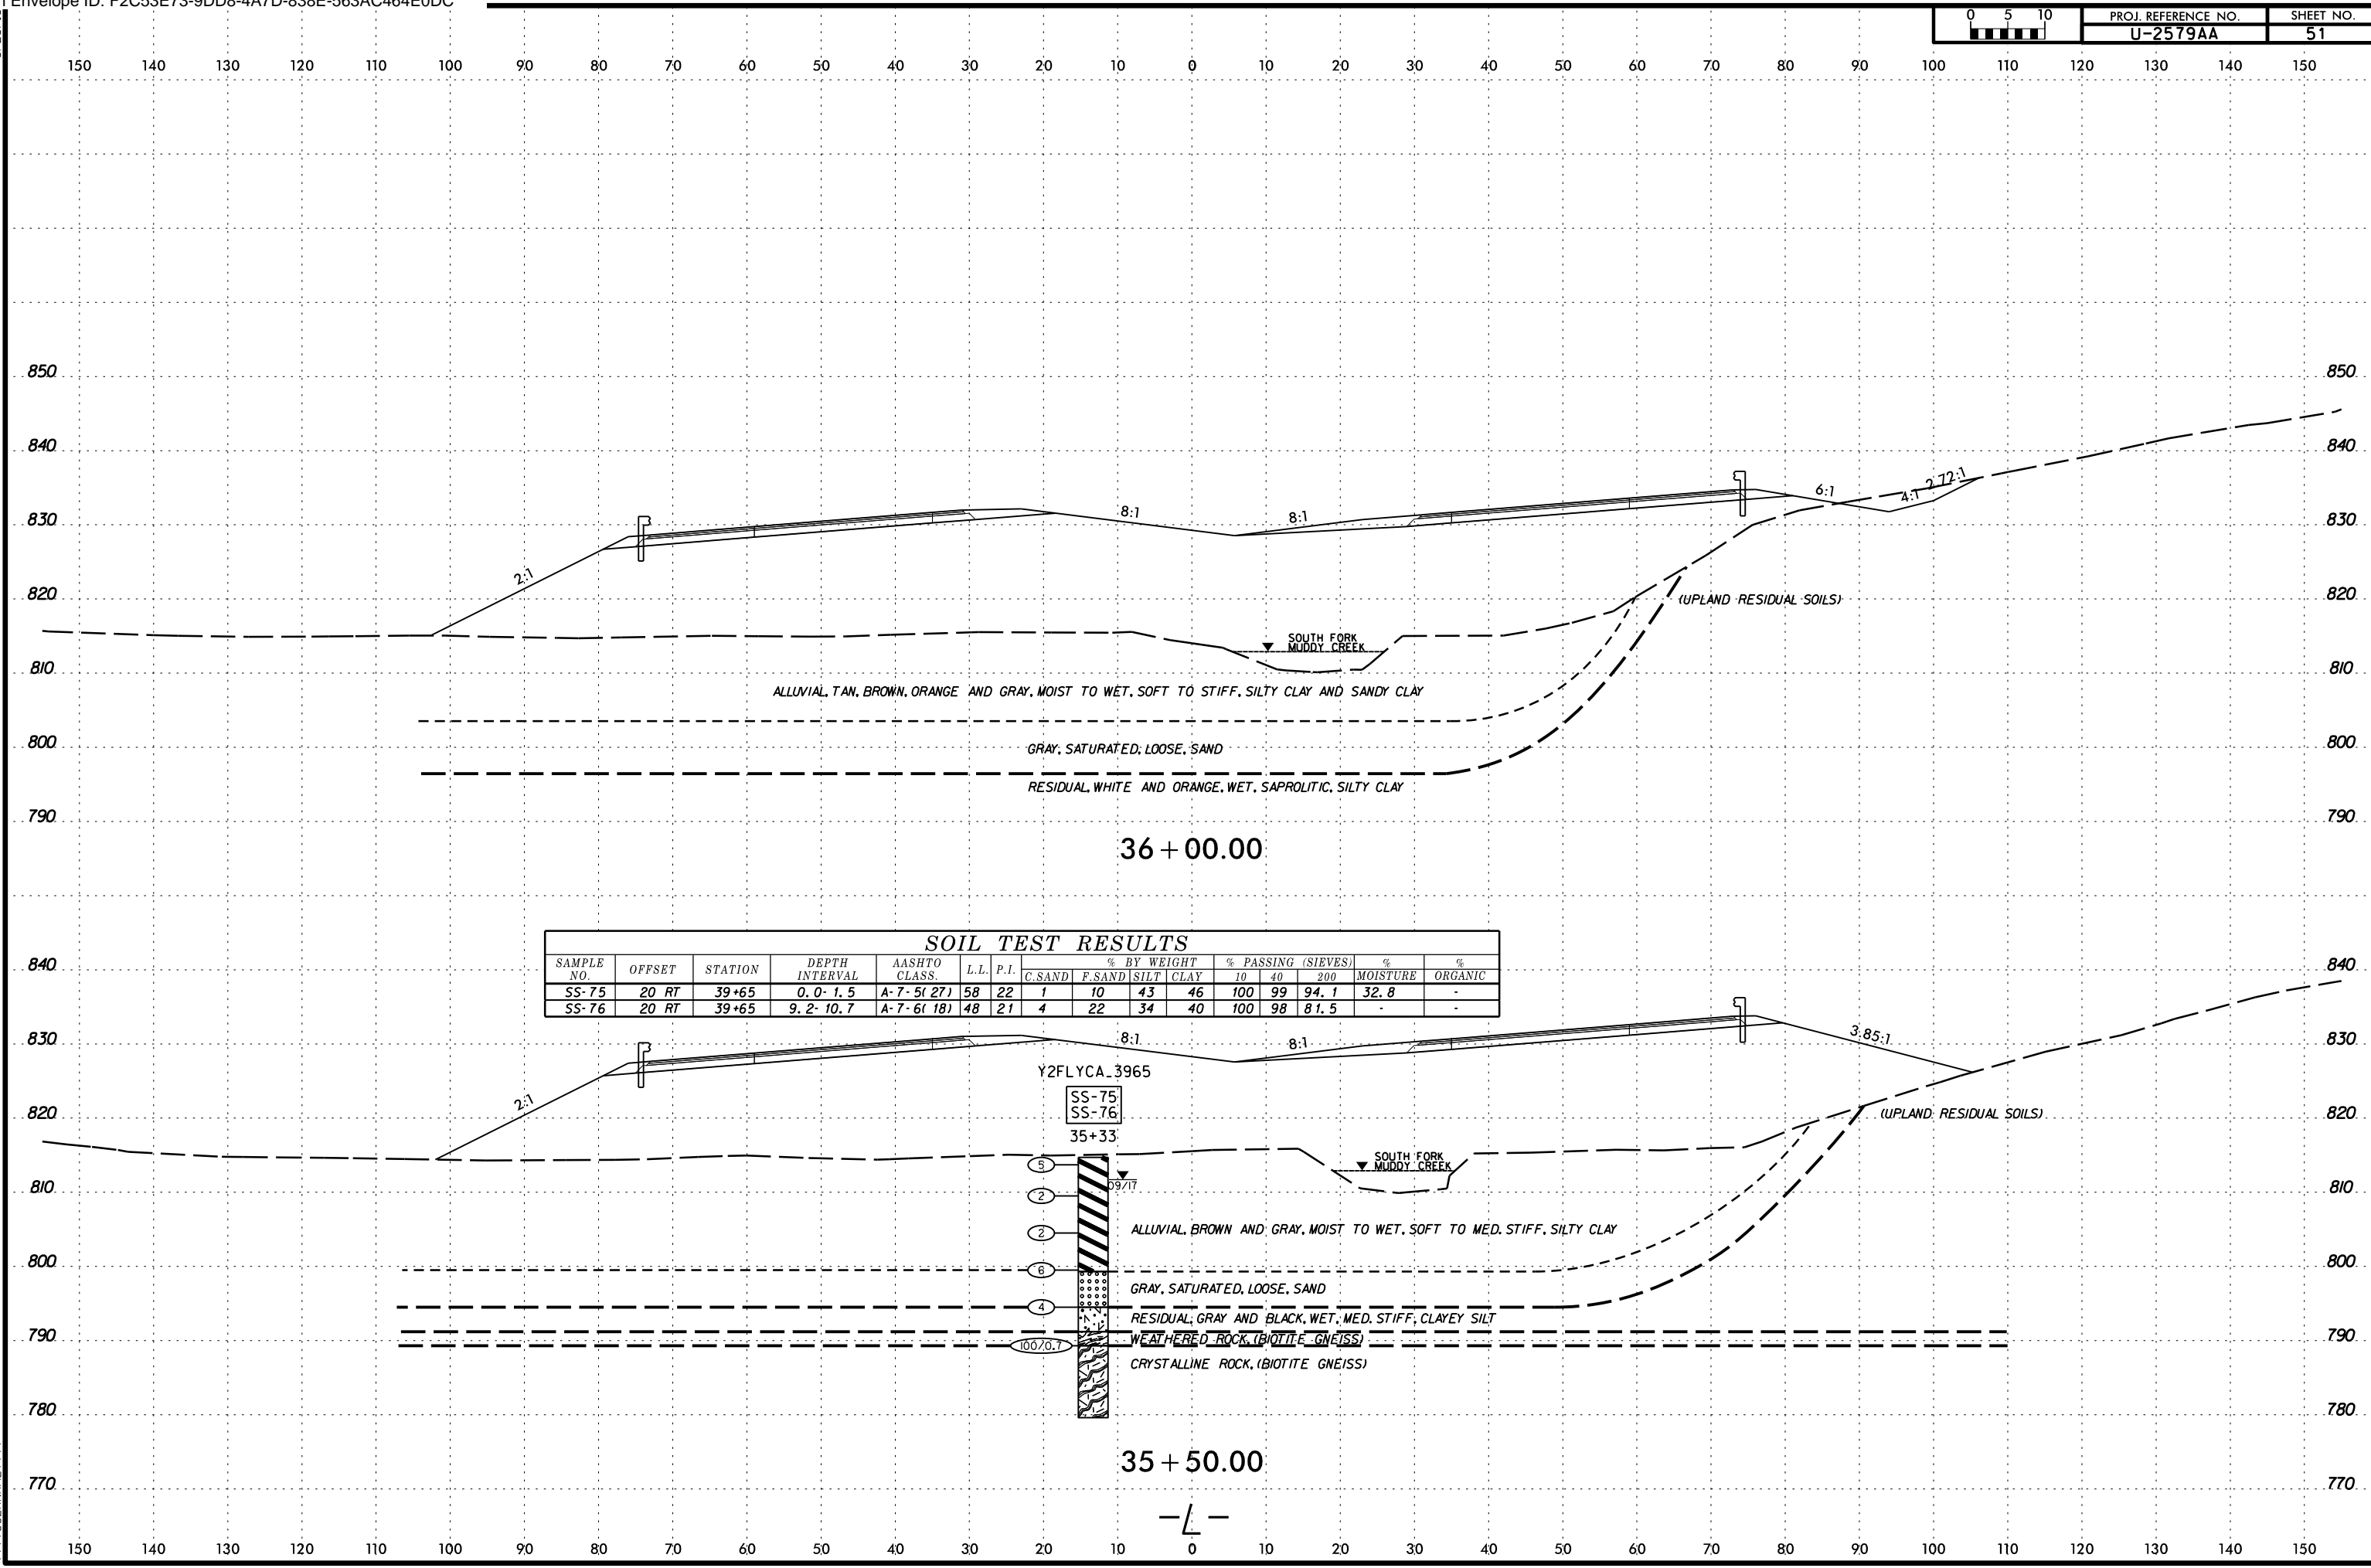 Envelope ID: F2C53E73-9DD8-4A7D-838E-563AC464E0DC
0 5 10
PROJ. REFERENCE NO. SHEET NO.
U-2579AA 51
150 140 130 120 110 100 90 80 70 60 50 40 30 20 10 0 10 20 30 40 50 60 70 80 90 100 110 120 130 140 150
850 850
840 840
2.72:1
4:1
6:1
830 8:1 8:1 830
2:1
820 (UPLAND RESIDUAL SOILS) 820
SOUTH FORK
MUDDY CREEK
810 810
ALLUVIAL, TAN, BROWN, ORANGE AND GRAY, MOIST TO WET, SOFT TO STIFF, SILTY CLAY AND SANDY CLAY
800 GRAY, SATURATED, LOOSE, SAND 800
RESIDUAL, WHITE AND ORANGE, WET, SAPROLITIC, SILTY CLAY
790 790
36+00.00
SOIL TEST RESULTS
SAMPLE NO. OFFSET STATION DEPTH INTERVAL AASHTO CLASS. L.L. P.I. % BY WEIGHT % PASSING (SIEVES) % MOISTURE % ORGANIC
C.SAND F.SAND SILT CLAY 10 40 200
SS-75 20 RT 39+65 0.0-1.5 A-7-5(27) 58 22 1 10 43 46 100 99 94.1 32.8 -
SS-76 20 RT 39+65 9.2-10.7 A-7-6(18) 48 21 4 22 34 40 100 98 81.5 - -
840 840
830 8:1 8:1 3.85:1 830
Y2FLYCA_3965
SS-75
SS-76
35+33
2:1
820 (UPLAND RESIDUAL SOILS) 820
SOUTH FORK
MUDDY CREEK
5
09/17
810 2 810
2 ALLUVIAL, BROWN AND GRAY, MOIST TO WET, SOFT TO MED. STIFF, SILTY CLAY
800 6 800
GRAY, SATURATED, LOOSE, SAND
4
RESIDUAL, GRAY AND BLACK, WET, MED. STIFF, CLAYEY SILT
790 WEATHERED ROCK, (BIOTITE GNEISS) 790
100/0.7
CRYSTALLINE ROCK, (BIOTITE GNEISS)
780 780
35+50.00
770 770
-L-
150 140 130 120 110 100 90 80 70 60 50 40 30 20 10 0 10 20 30 40 50 60 70 80 90 100 110 120 130 140 150